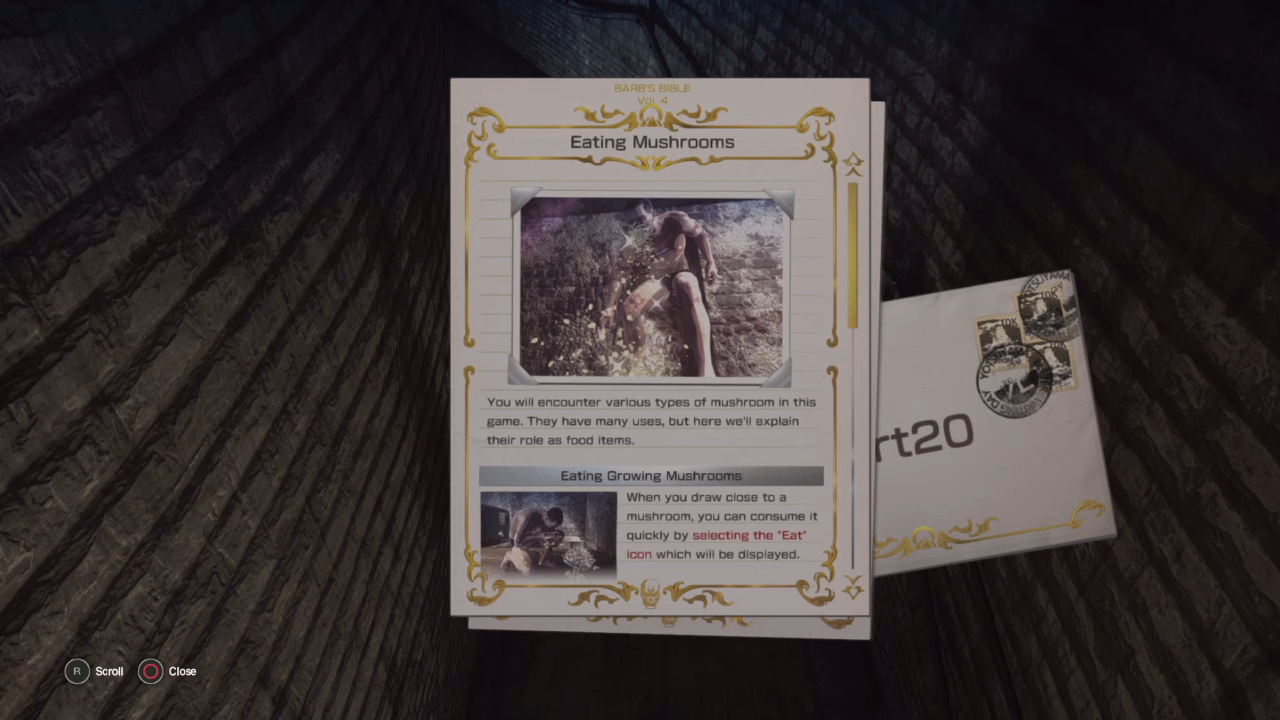 BARB'S BIBLE
Vol. 4
Eating Mushrooms
You will encounter various types of mushroom in this
game. They have many uses, but here we'll explain
their role as food items.
Eating Growing Mushrooms
When you draw close to a
mushroom, you can consume it
quickly by selecting the "Eat"
icon which will be displayed.
rt20
R Scroll Close